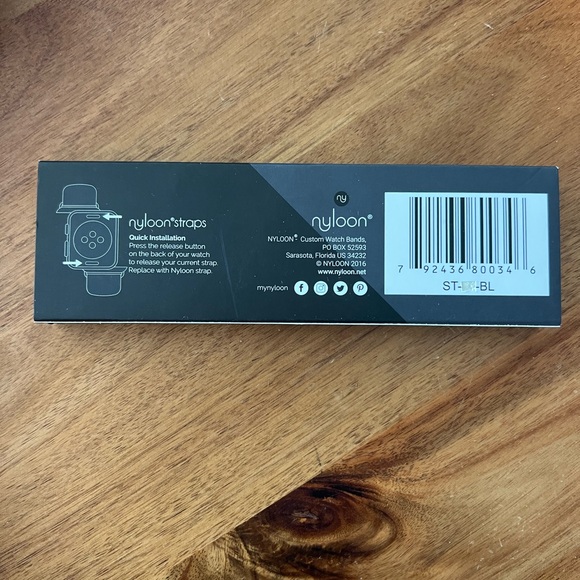 nyloon®straps
Quick Installation
Press the release button
on the back of your watch
to release your current strap.
Replace with Nyloon strap.
ny
nyloon®
NYLOON® Custom Watch Bands,
PO BOX 52593
Sarasota, Florida US 34232
© NYLOON 2016
www.nyloon.net
mynyloon
7 92436 80034 6